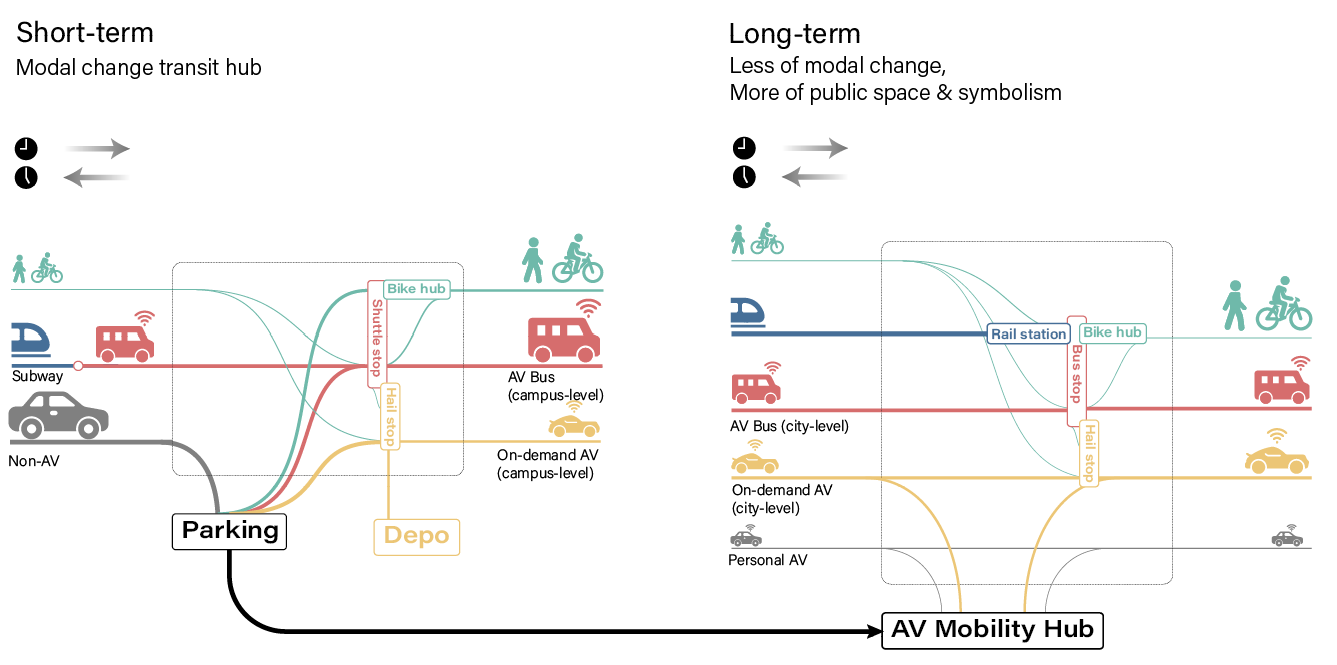 Short-term
Modal change transit hub
Subway
Non-AV
Shuttle stop
Bike hub
Hail stop
AV Bus
(campus-level)
On-demand AV
(campus-level)
Parking
Depo
Long-term
Less of modal change,
More of public space & symbolism
Rail station
Bike hub
Bus stop
Hail stop
AV Bus (city-level)
On-demand AV
(city-level)
Personal AV
AV Mobility Hub